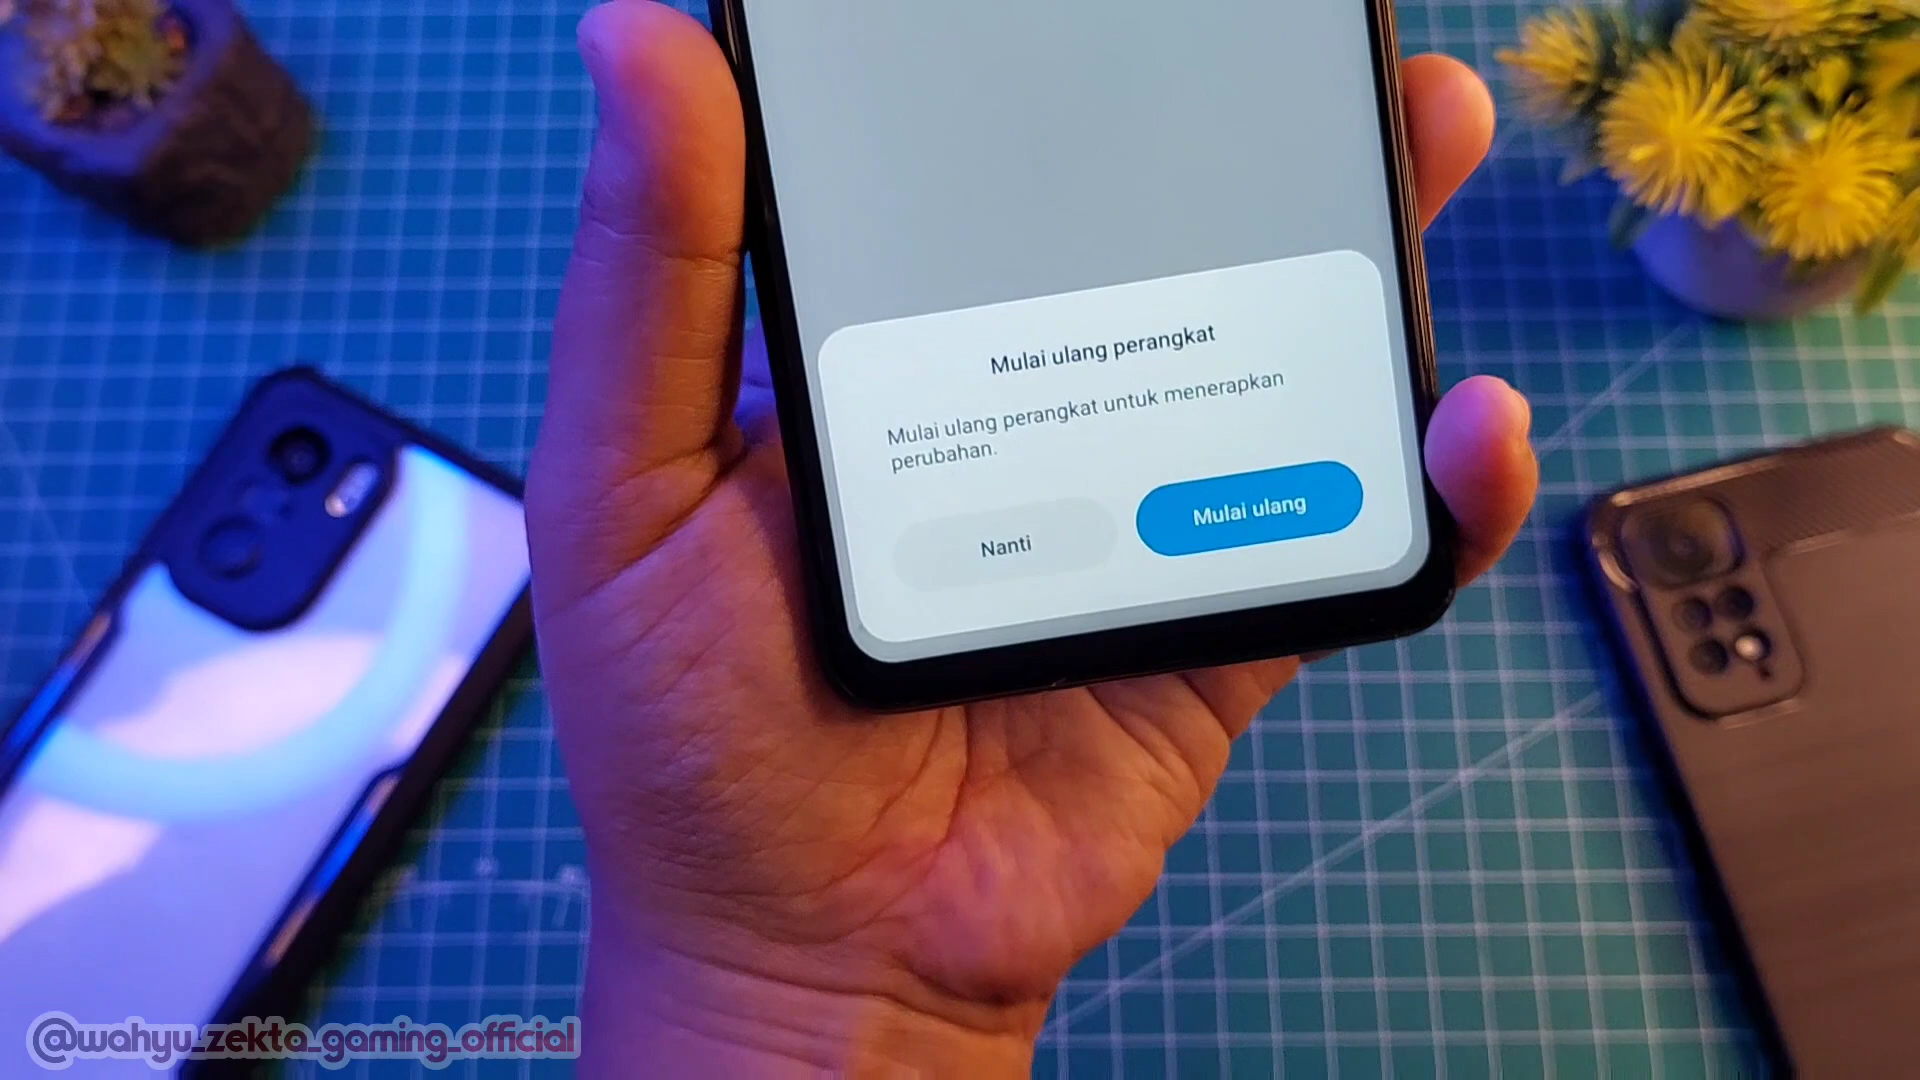 Mulai ulang perangkat
Mulai ulang perangkat untuk menerapkan
perubahan.
Nanti
Mulai ulang
@wahyu_zekta_gaming_official